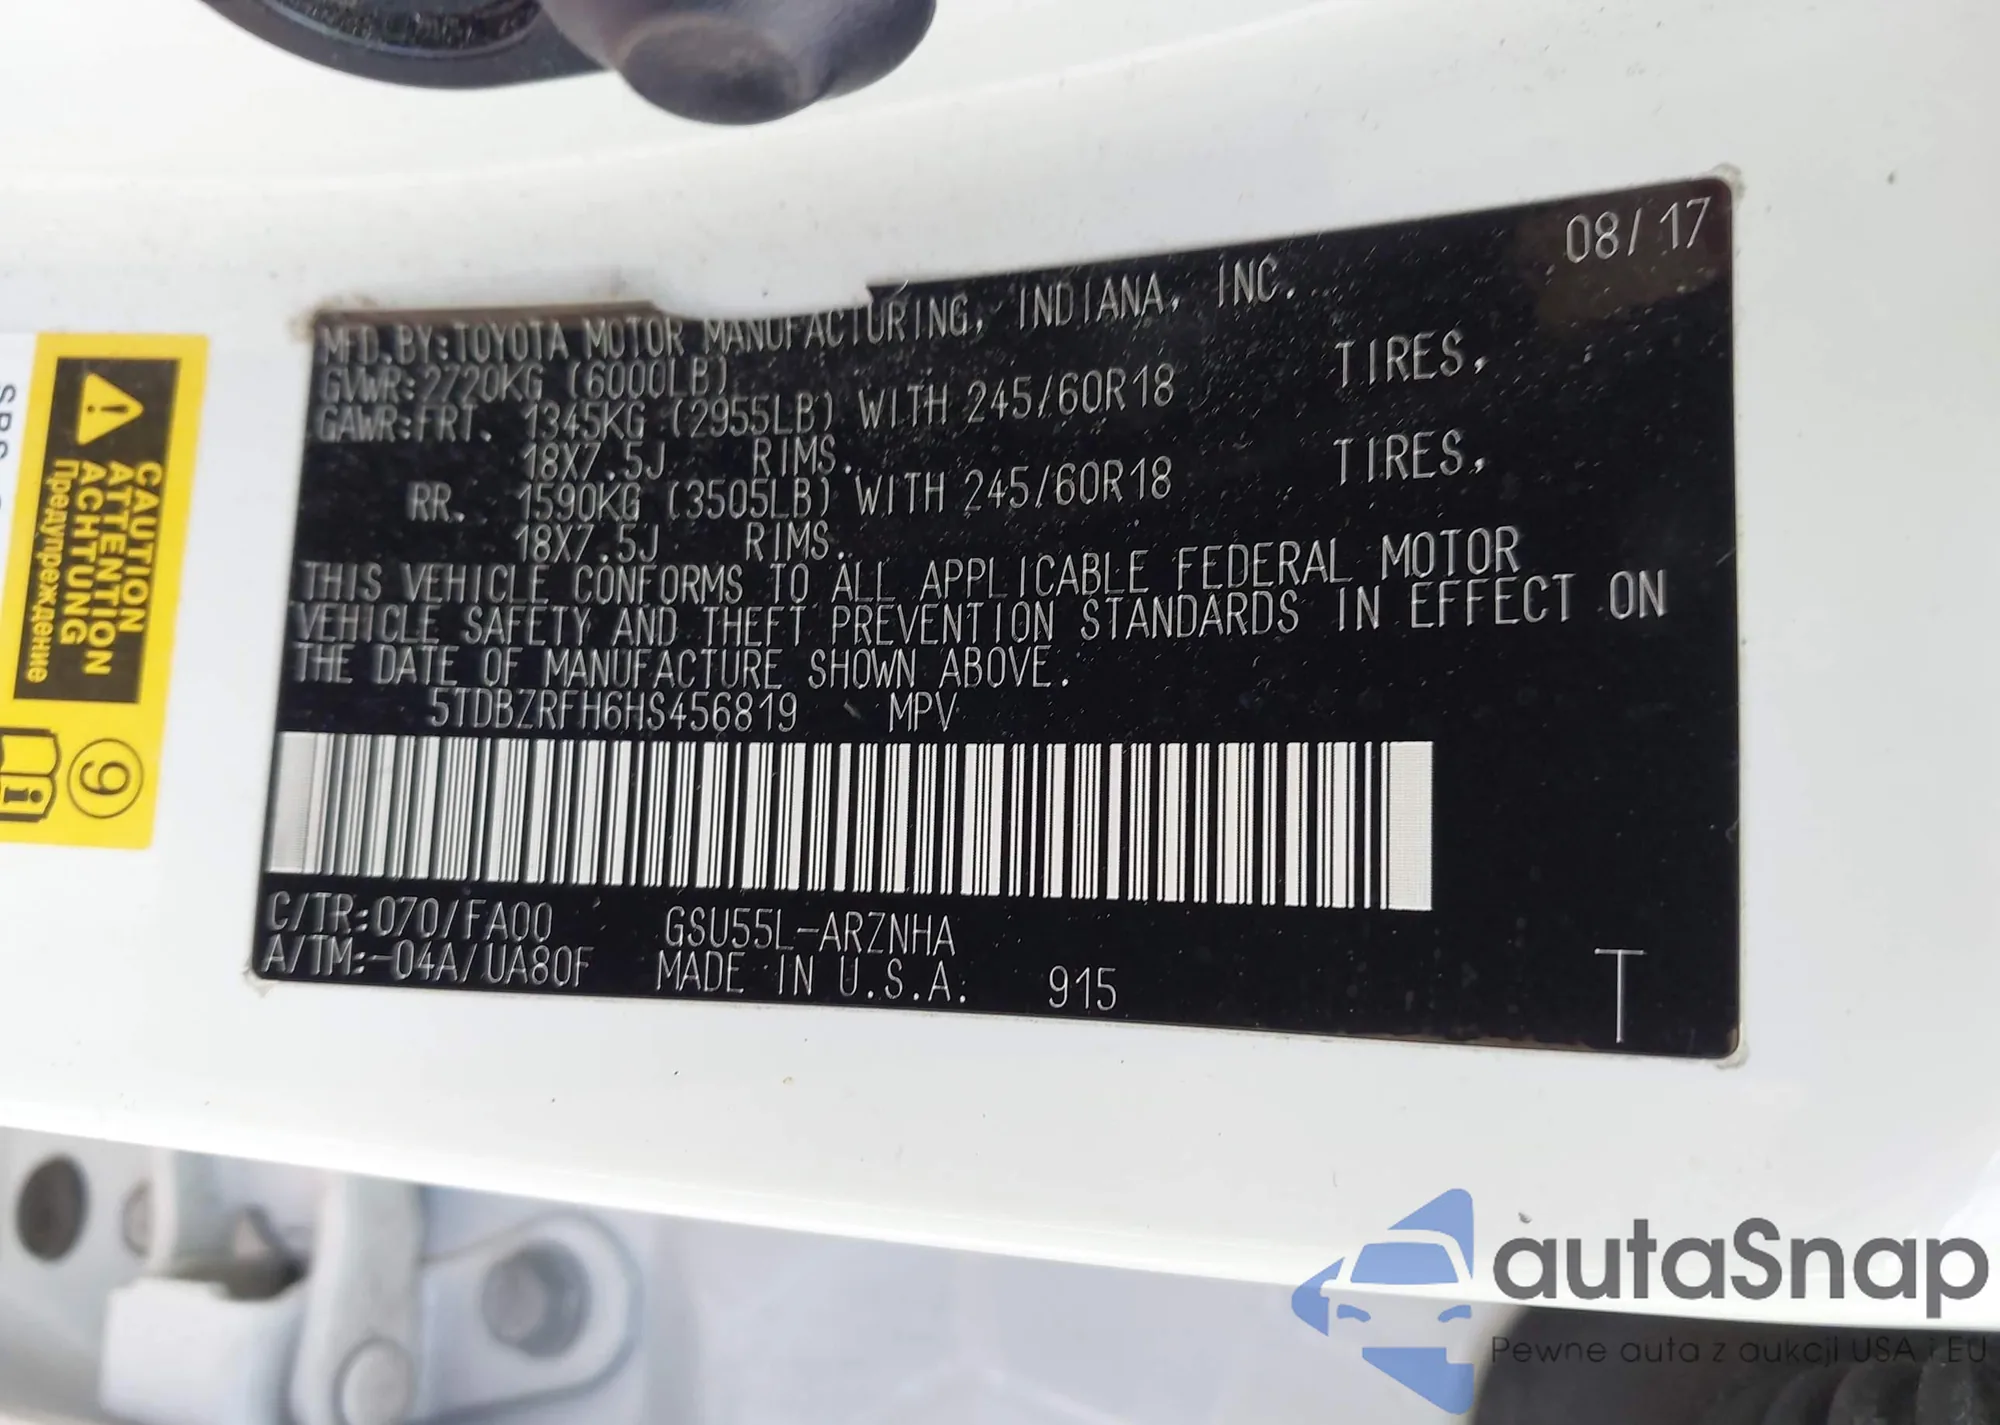 08/17
MFD.BY:TOYOTA MOTOR MANUFACTURING, INDIANA, INC.
GVWR:2720KG (6000LB)
GAWR:FRT. 1345KG (2955LB) WITH 245/60R18 TIRES,
18X7.5J RIMS.
RR. 1590KG (3505LB) WITH 245/60R18 TIRES,
18X7.5J RIMS.
THIS VEHICLE CONFORMS TO ALL APPLICABLE FEDERAL MOTOR
VEHICLE SAFETY AND THEFT PREVENTION STANDARDS IN EFFECT ON
THE DATE OF MANUFACTURE SHOWN ABOVE.
5TDBZRFH6HS456819 MPV
C/TR:070/FA00 GSU55L-ARZNHA
A/TM:-04A/UA80F MADE IN U.S.A. 915
T
CAUTION
ATTENTION
ACHTUNG
Предупреждение
9
autaSnap
Pewne auta z aukcji USA i EU